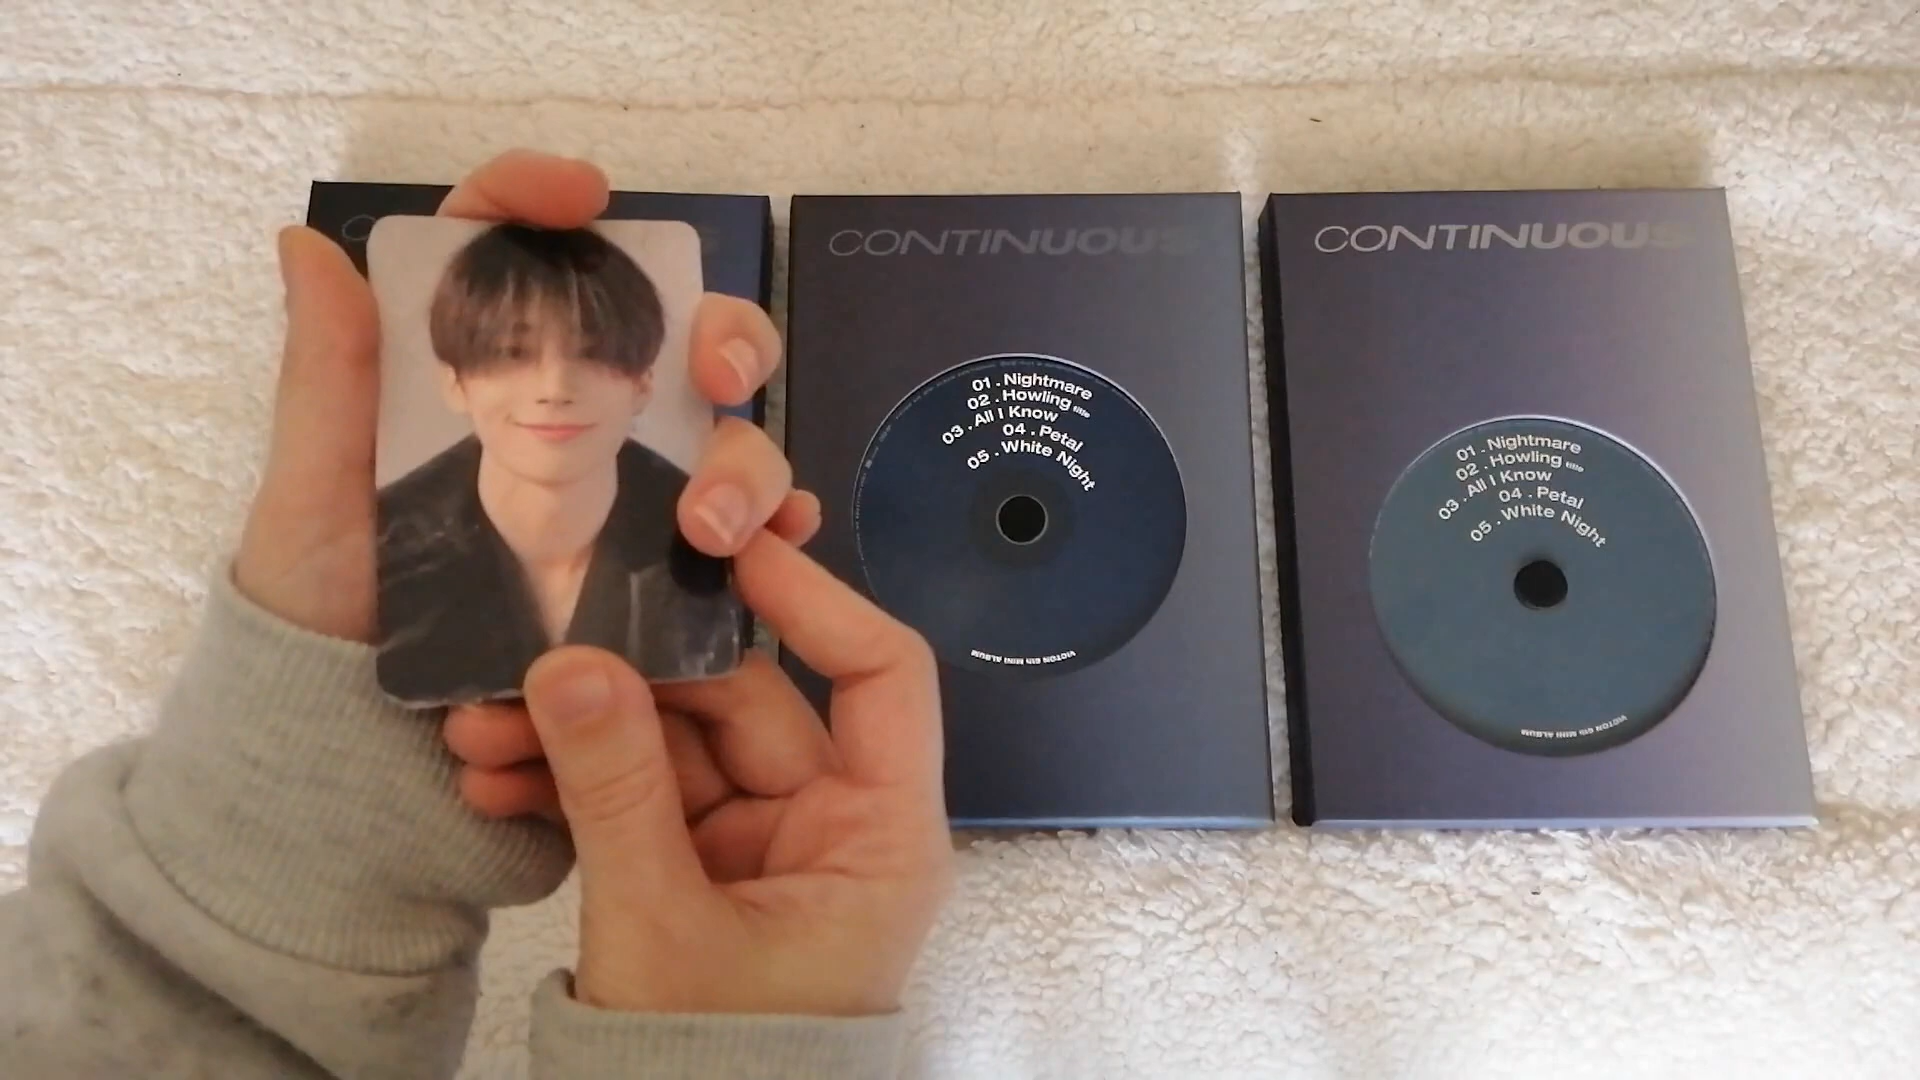 CONTINUOUS
01 . Nightmare
02 . Howling title
03 . All I Know
04 . Petal
05 . White Night
VICTON 6th MINI ALBUM
CONTINUOUS
01 . Nightmare
02 . Howling title
03 . All I Know
04 . Petal
05 . White Night
VICTON 6th MINI ALBUM